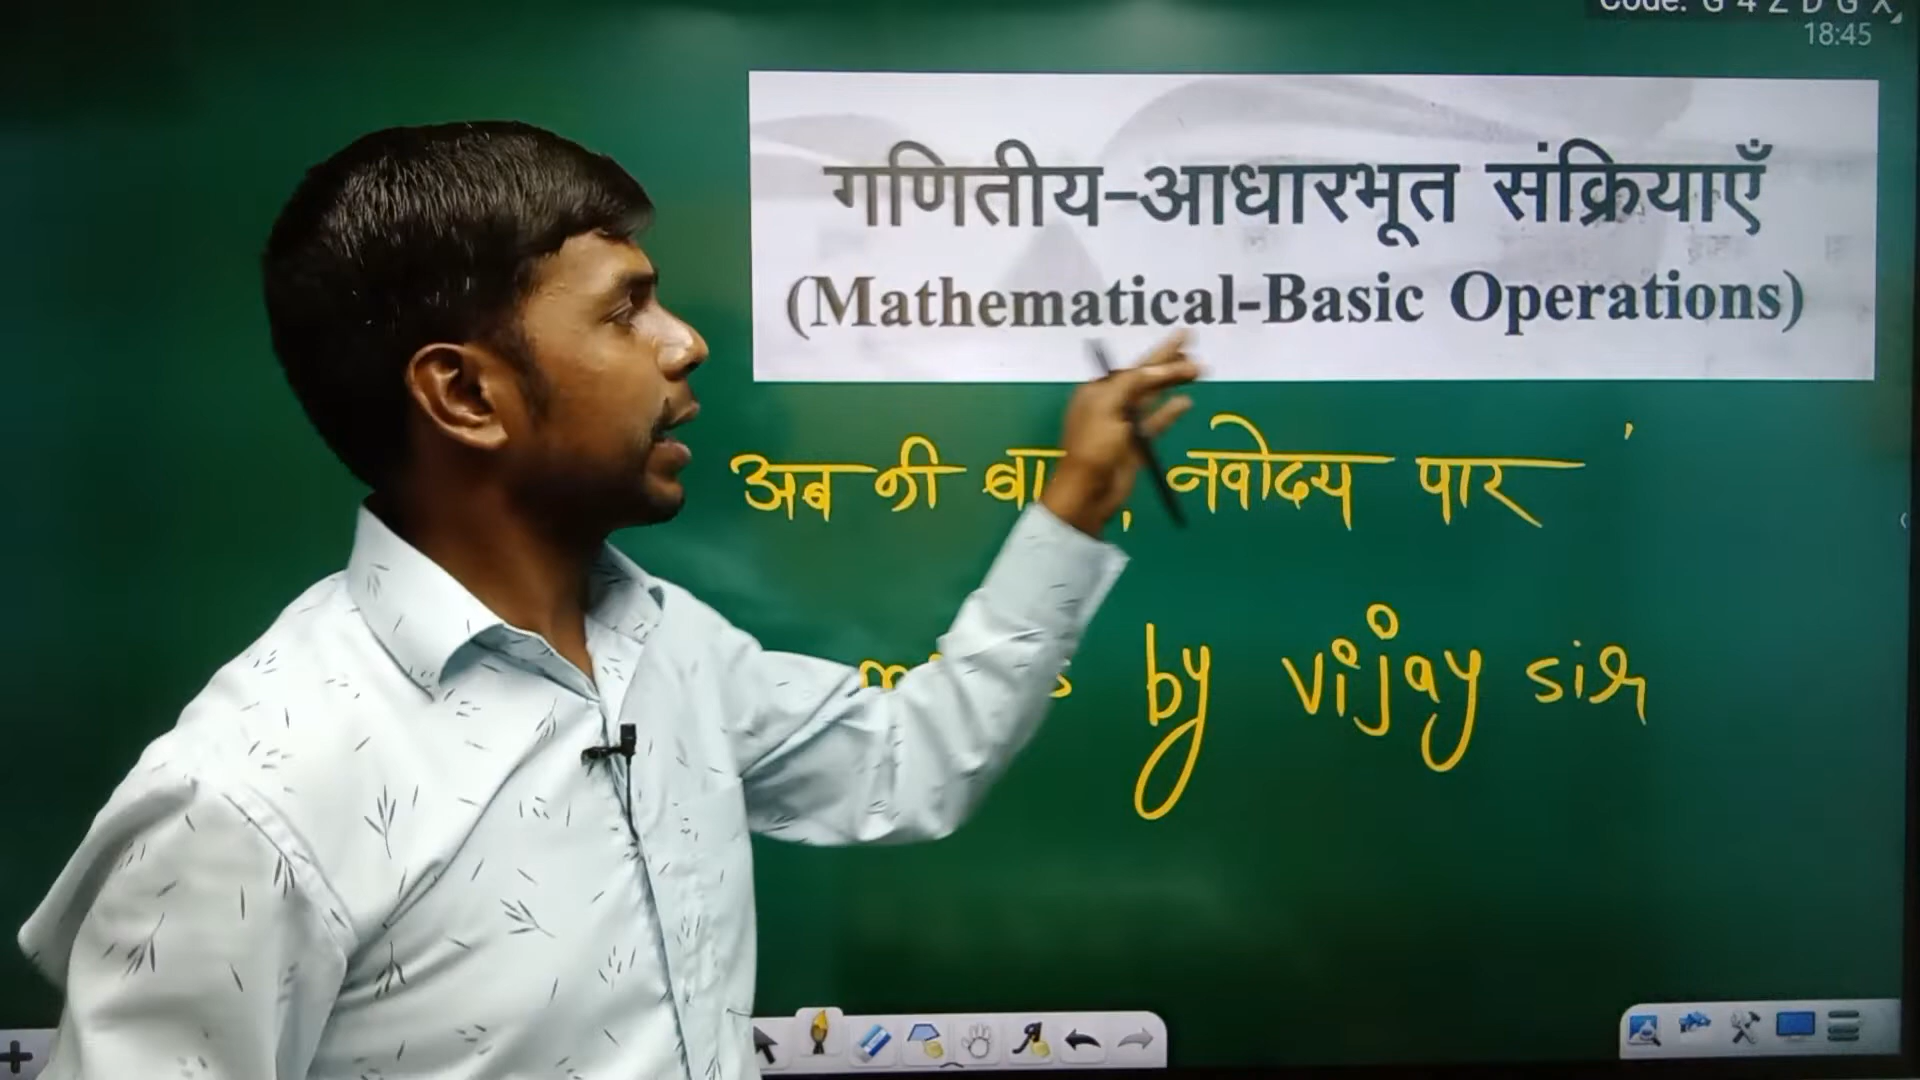 Code: G 4 Z D G X
18:45
गणितीय-आधारभूत संक्रियाएँ
(Mathematical-Basic Operations)
अब की नवोदय पार
by vijay sir